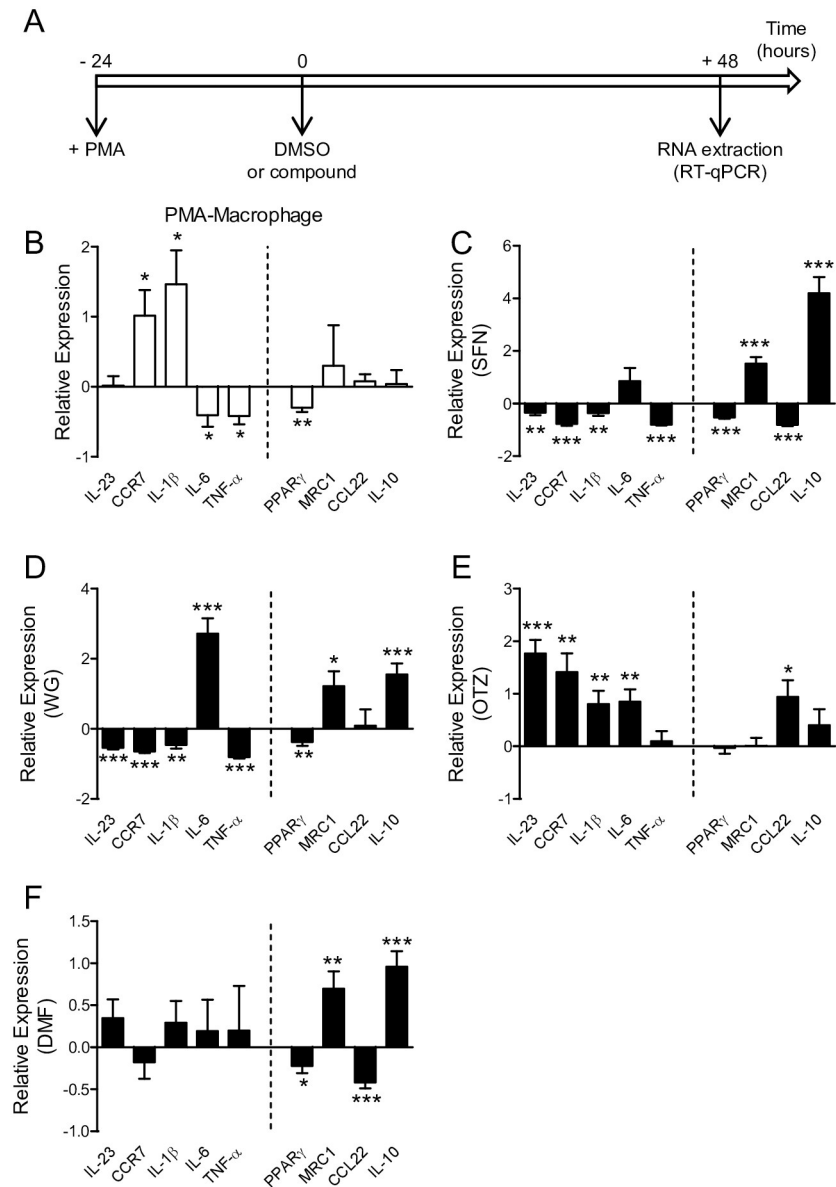 A
Time
(hours)
- 24
0
+ 48
+ PMA
DMSO
or compound
RNA extraction
(RT-qPCR)
PMA-Macrophage
B
Relative Expression
2
1
0
-1
* * * * **
IL-23 CCR7 IL-1β IL-6 TNF-α PPARγ MRC1 CCL22 IL-10
C
Relative Expression
(SFN)
6
4
2
0
-2
** *** ** *** *** *** *** ***
IL-23 CCR7 IL-1β IL-6 TNF-α PPARγ MRC1 CCL22 IL-10
D
Relative Expression
(WG)
4
2
0
-2
*** *** ** *** *** ** * ***
IL-23 CCR7 IL-1β IL-6 TNF-α PPARγ MRC1 CCL22 IL-10
E
Relative Expression
(OTZ)
3
2
1
0
-1
*** ** ** ** *
IL-23 CCR7 IL-1β IL-6 TNF-α PPARγ MRC1 CCL22 IL-10
F
Relative Expression
(DMF)
1.5
1.0
0.5
0.0
-0.5
-1.0
* ** *** ***
IL-23 CCR7 IL-1β IL-6 TNF-α PPARγ MRC1 CCL22 IL-10